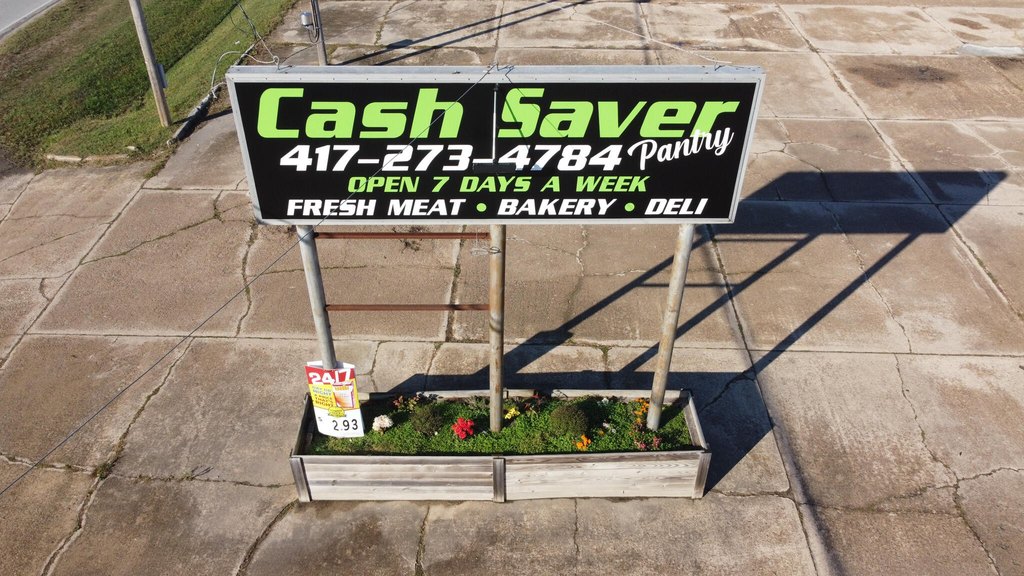 Cash Saver
Pantry
417-273-4784
OPEN 7 DAYS A WEEK
FRESH MEAT • BAKERY • DELI
24/7
2.93